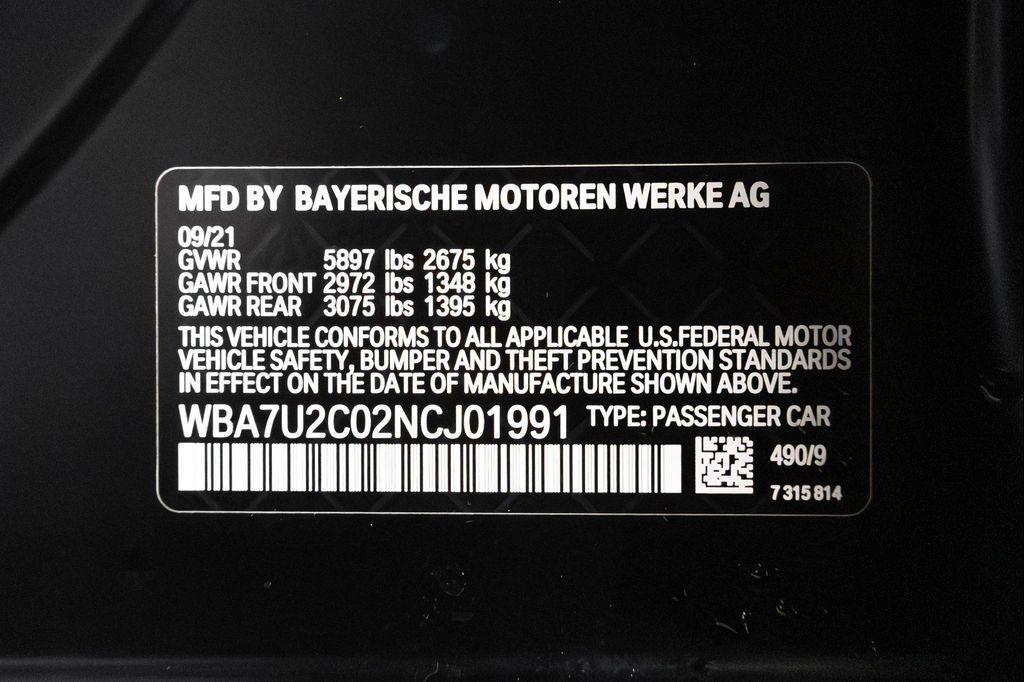 MFD BY BAYERISCHE MOTOREN WERKE AG
09/21
GVWR 5897 lbs 2675 kg
GAWR FRONT 2972 lbs 1348 kg
GAWR REAR 3075 lbs 1395 kg
THIS VEHICLE CONFORMS TO ALL APPLICABLE U.S.FEDERAL MOTOR
VEHICLE SAFETY, BUMPER AND THEFT PREVENTION STANDARDS
IN EFFECT ON THE DATE OF MANUFACTURE SHOWN ABOVE.
WBA7U2C02NCJ01991 TYPE: PASSENGER CAR
490/9
7 315 814